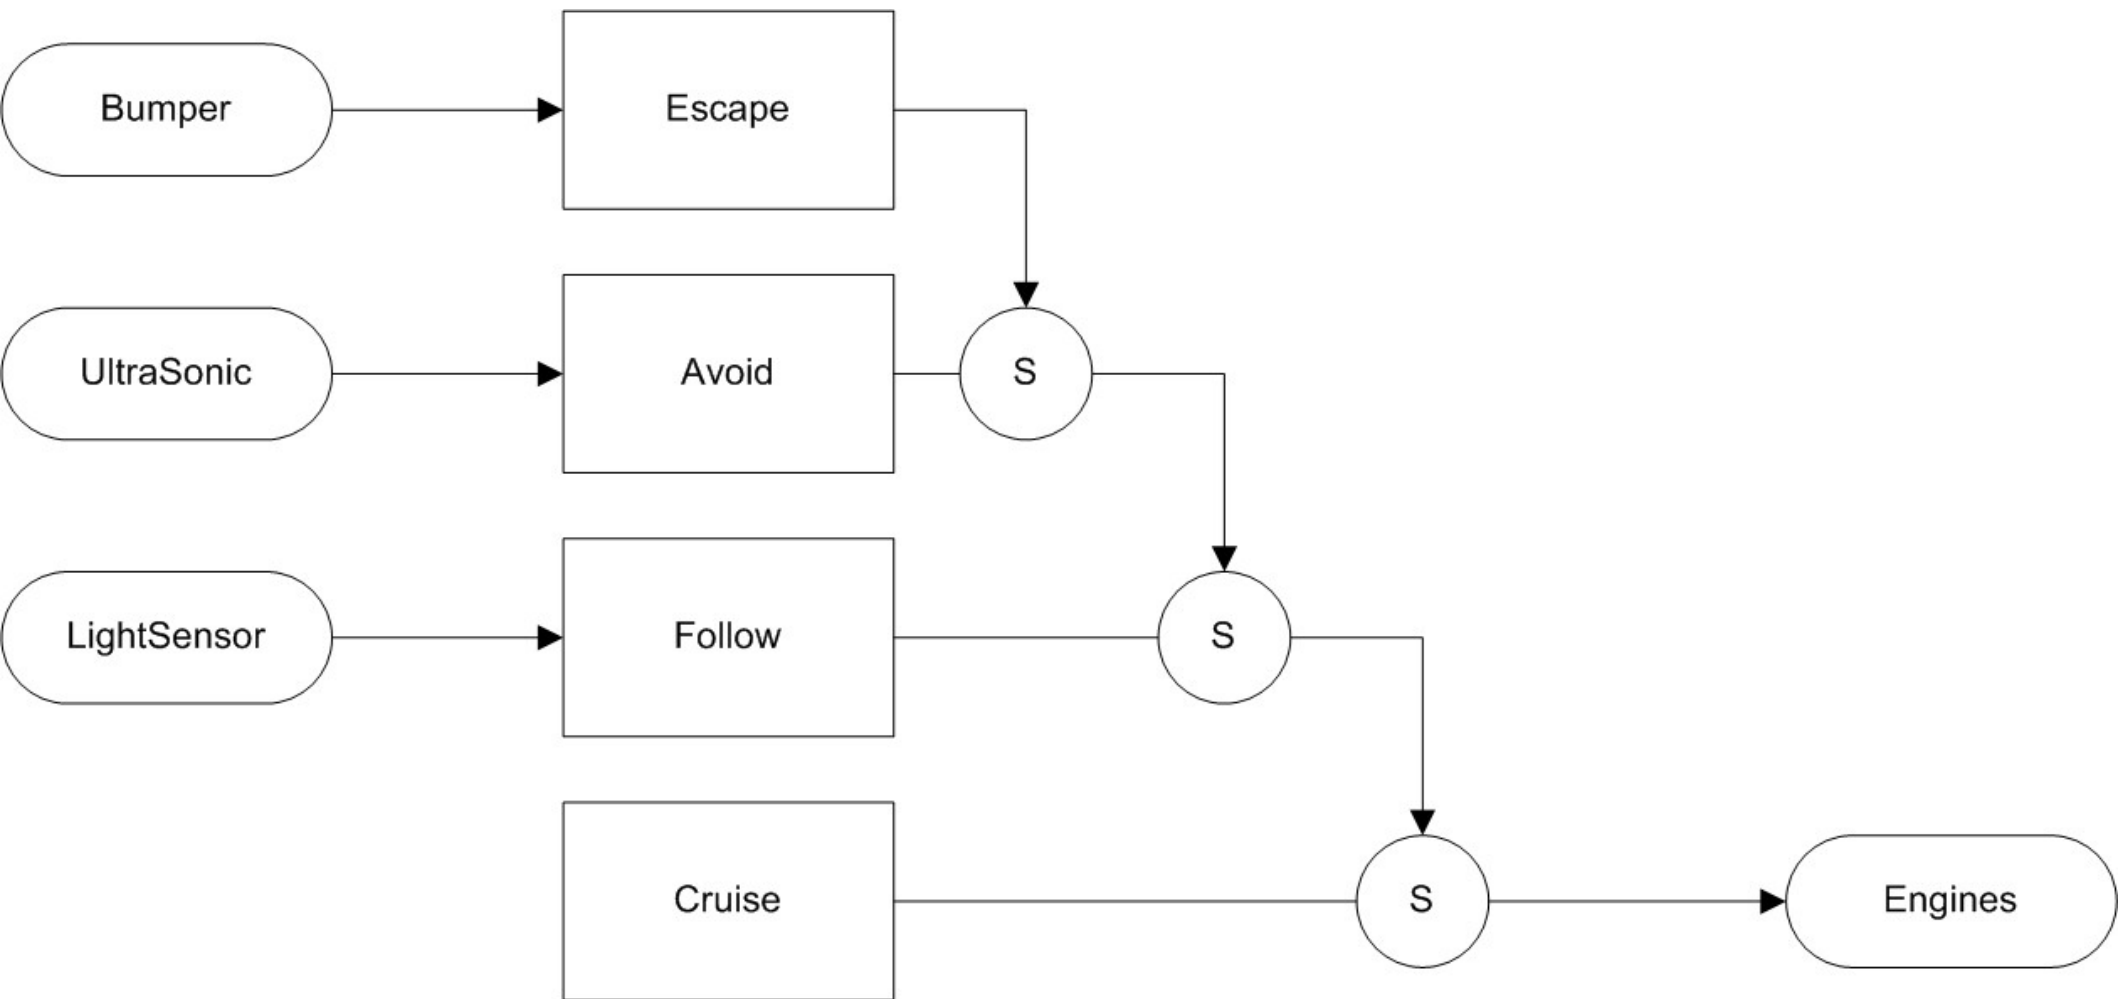 Bumper
Escape
UltraSonic
Avoid
S
LightSensor
Follow
S
Cruise
S
Engines